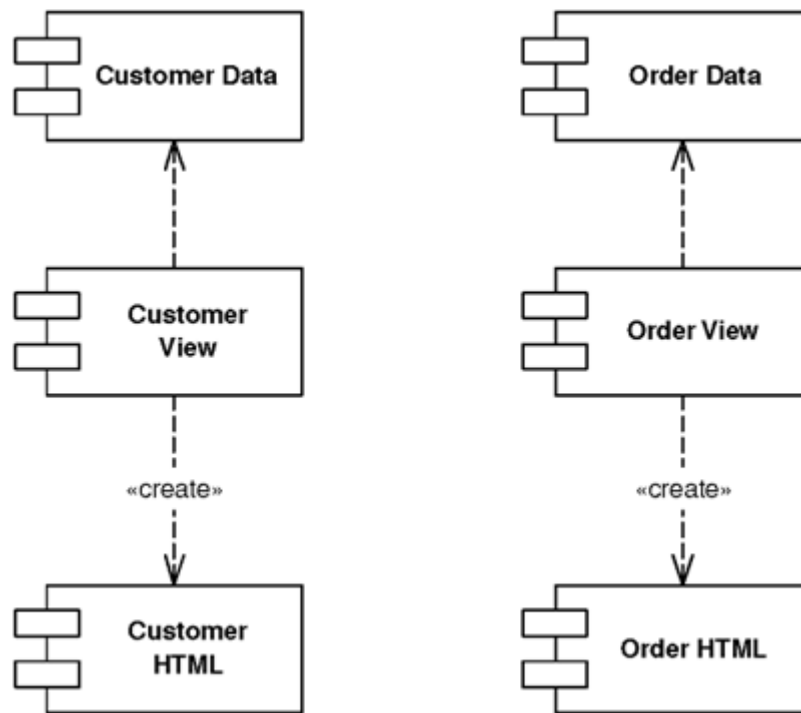 Customer Data
Order Data
Customer
View
Order View
«create»
«create»
Customer
HTML
Order HTML